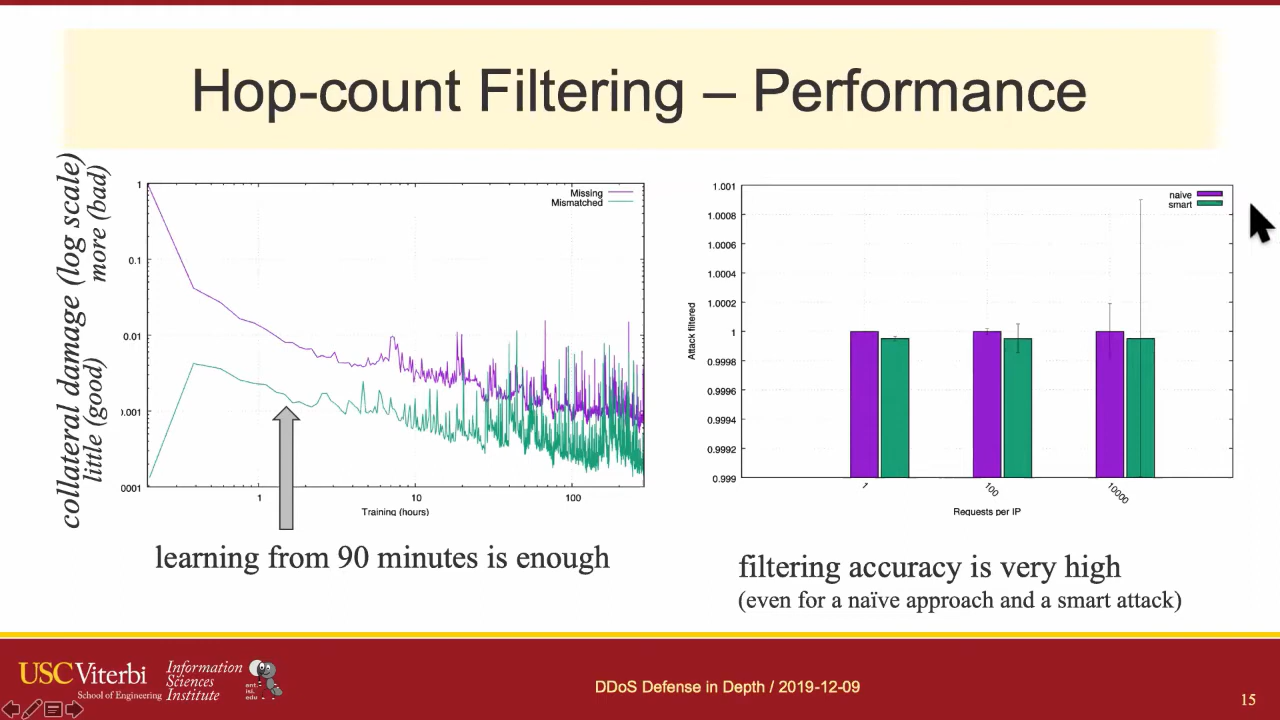 Hop-count Filtering – Performance
collateral damage (log scale)
little (good) more (bad)
1
0.1
0.01
0.001
0001
1 10 100
Training (hours)
Missing
Mismatched
learning from 90 minutes is enough
Attack filtered
1.001
1.0008
1.0006
1.0004
1.0002
1
0.9998
0.9996
0.9994
0.9992
0.999
1 100 10000
Requests per IP
naive
smart
filtering accuracy is very high
(even for a naïve approach and a smart attack)
USC Viterbi
School of Engineering
Information
Sciences
Institute
ant.
isi.
edu
DDoS Defense in Depth / 2019-12-09
15